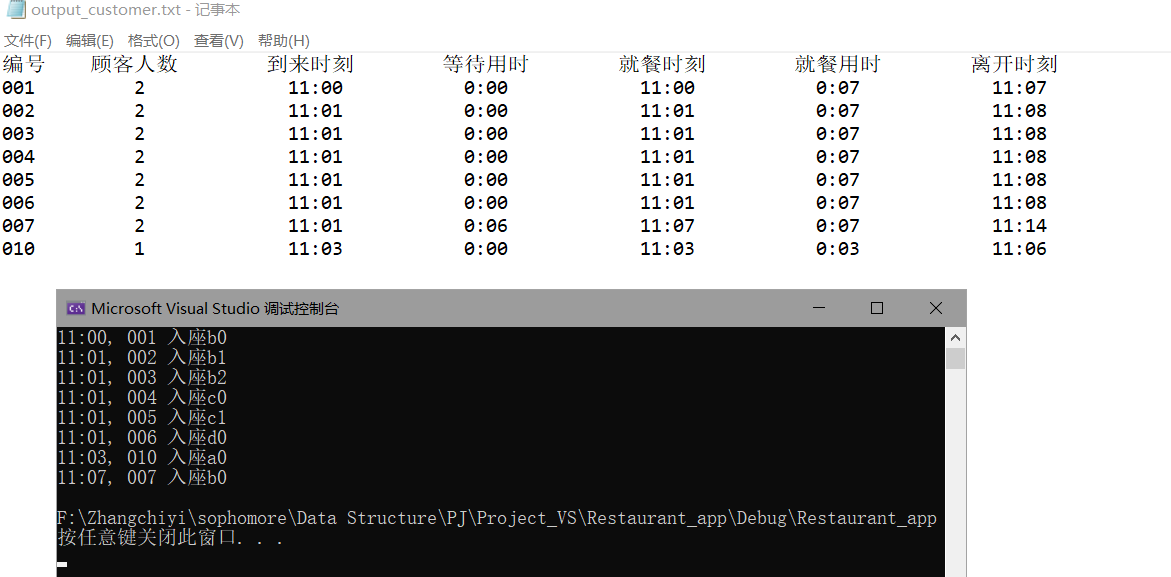 output_customer.txt - 记事本
文件(F) 编辑(E) 格式(O) 查看(V) 帮助(H)
编号 顾客人数 到来时刻 等待用时 就餐时刻 就餐用时 离开时刻
001 2 11:00 0:00 11:00 0:07 11:07
002 2 11:01 0:00 11:01 0:07 11:08
003 2 11:01 0:00 11:01 0:07 11:08
004 2 11:01 0:00 11:01 0:07 11:08
005 2 11:01 0:00 11:01 0:07 11:08
006 2 11:01 0:00 11:01 0:07 11:08
007 2 11:01 0:06 11:07 0:07 11:14
010 1 11:03 0:00 11:03 0:03 11:06
Microsoft Visual Studio 调试控制台
11:00, 001 入座b0
11:01, 002 入座b1
11:01, 003 入座b2
11:01, 004 入座c0
11:01, 005 入座c1
11:01, 006 入座d0
11:03, 010 入座a0
11:07, 007 入座b0
F:\Zhangchiyi\sophomore\Data Structure\PJ\Project_VS\Restaurant_app\Debug\Restaurant_app
按任意键关闭此窗口. . .